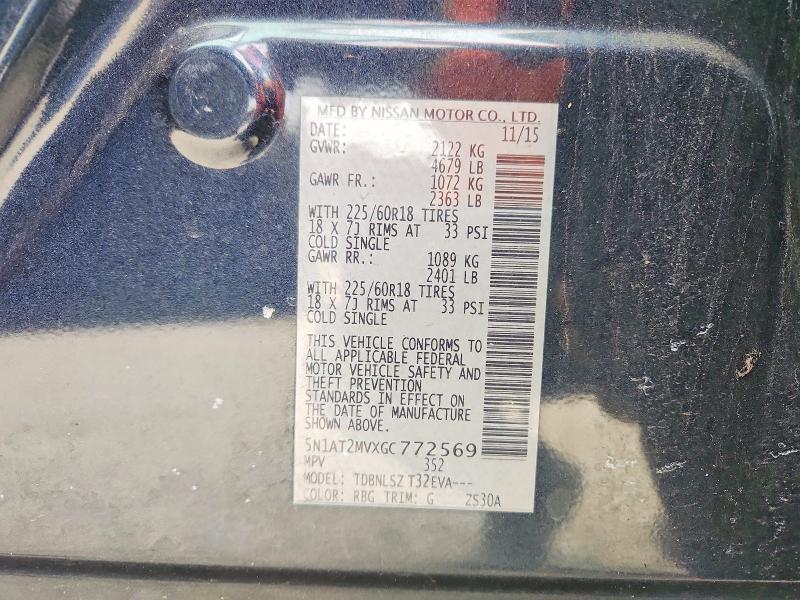 MFD BY NISSAN MOTOR CO., LTD.
DATE: 11/15
GVWR: 2122 KG
4679 LB
GAWR FR.: 1072 KG
2363 LB
WITH 225/60R18 TIRES
18 X 7J RIMS AT 33 PSI
COLD SINGLE
GAWR RR.: 1089 KG
2401 LB
WITH 225/60R18 TIRES
18 X 7J RIMS AT 33 PSI
COLD SINGLE
THIS VEHICLE CONFORMS TO
ALL APPLICABLE FEDERAL
MOTOR VEHICLE SAFETY AND
THEFT PREVENTION
STANDARDS IN EFFECT ON
THE DATE OF MANUFACTURE
SHOWN ABOVE.
5N1AT2MVXGC772569
MPV 352
MODEL: TDBNLSZ T32EVA---
COLOR: RBG TRIM: G ZS30A